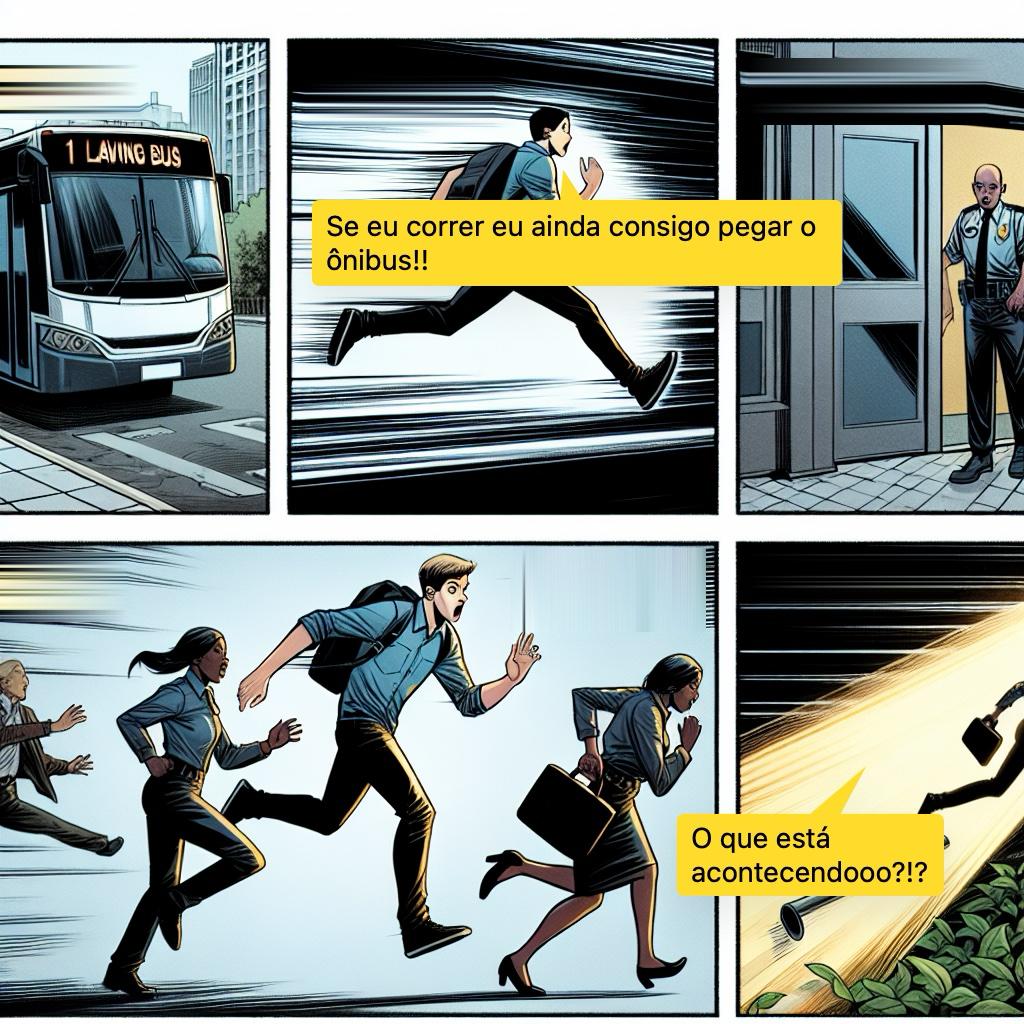 1 LAVING BUS
Se eu correr eu ainda consigo pegar o
ônibus!!
O que está
acontecendooo?!?